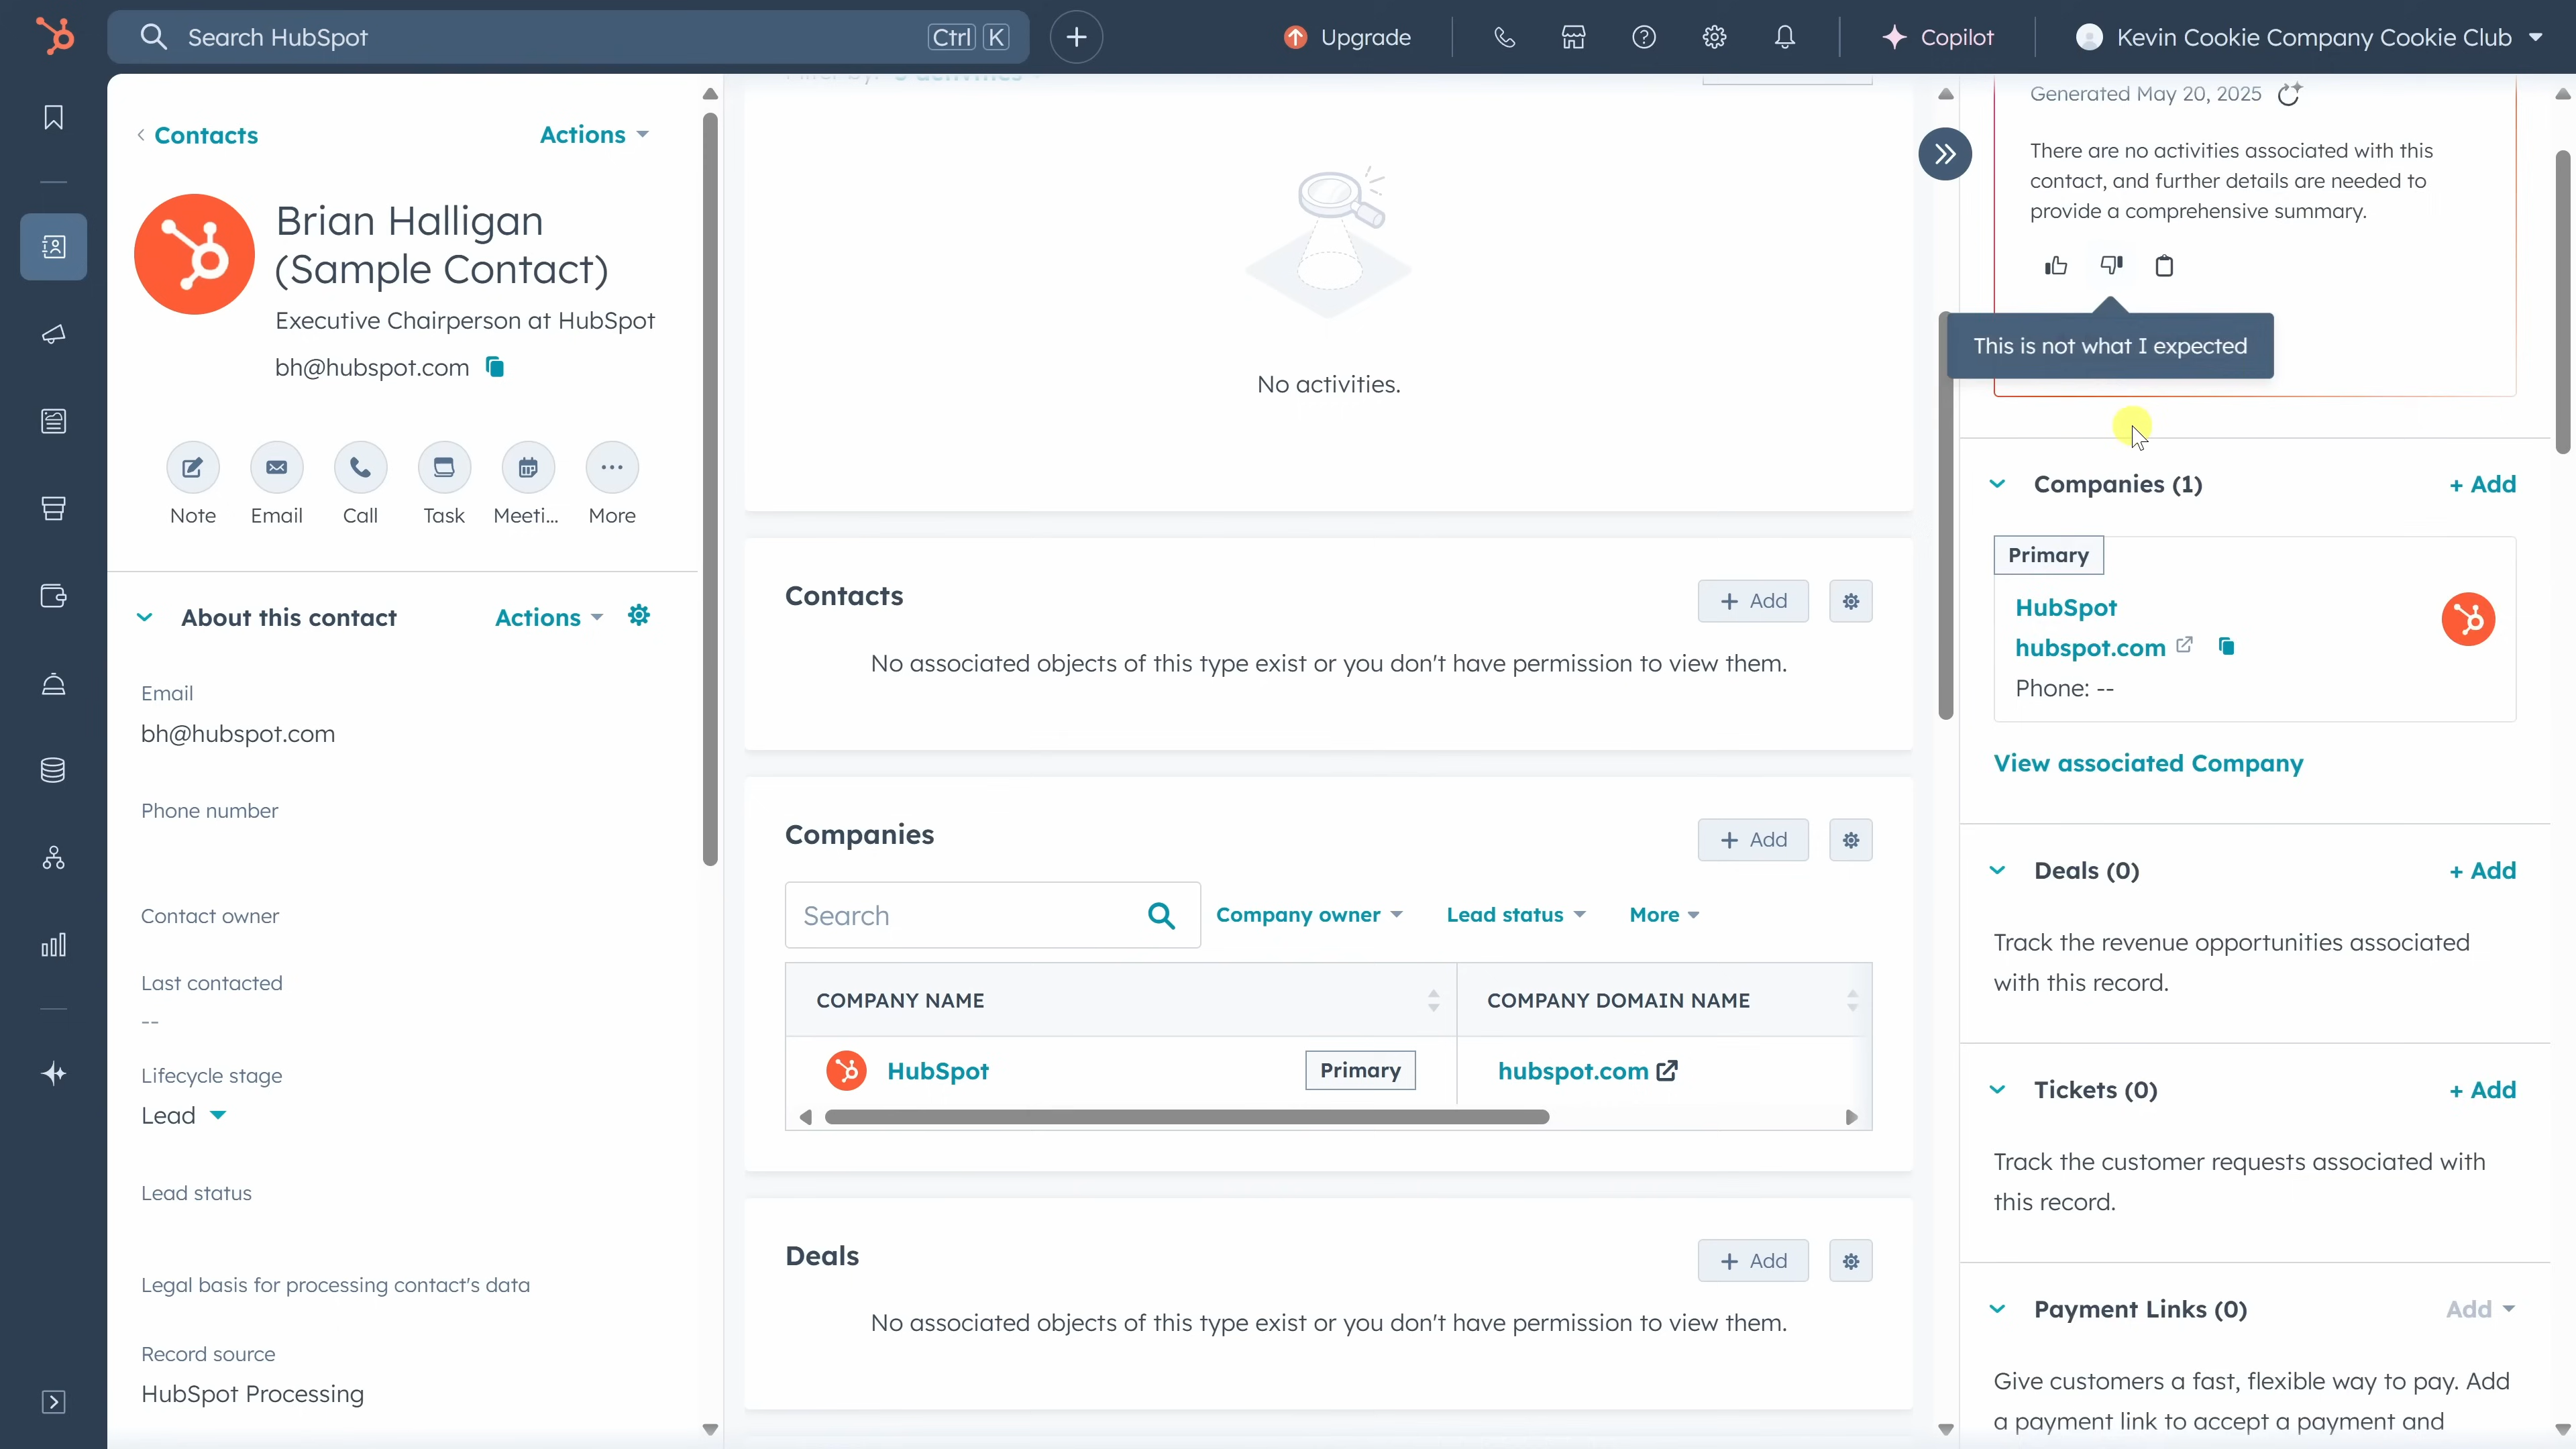 Search HubSpot
Ctrl K
Upgrade
Copilot
Kevin Cookie Company Cookie Club
Contacts
Actions
Brian Halligan
(Sample Contact)
Executive Chairperson at HubSpot
bh@hubspot.com
Note
Email
Call
Task
Meeti...
More
About this contact
Actions
Email
bh@hubspot.com
Phone number
Contact owner
Last contacted
--
Lifecycle stage
Lead
Lead status
Legal basis for processing contact's data
Record source
HubSpot Processing
No activities.
Contacts
+ Add
No associated objects of this type exist or you don't have permission to view them.
Companies
+ Add
Search
Company owner
Lead status
More
COMPANY NAME
COMPANY DOMAIN NAME
HubSpot
Primary
hubspot.com
Deals
+ Add
No associated objects of this type exist or you don't have permission to view them.
Generated May 20, 2025
There are no activities associated with this
contact, and further details are needed to
provide a comprehensive summary.
This is not what I expected
Companies (1)
+ Add
Primary
HubSpot
hubspot.com
Phone: --
View associated Company
Deals (0)
+ Add
Track the revenue opportunities associated
with this record.
Tickets (0)
+ Add
Track the customer requests associated with
this record.
Payment Links (0)
Add
Give customers a fast, flexible way to pay. Add
a payment link to accept a payment and